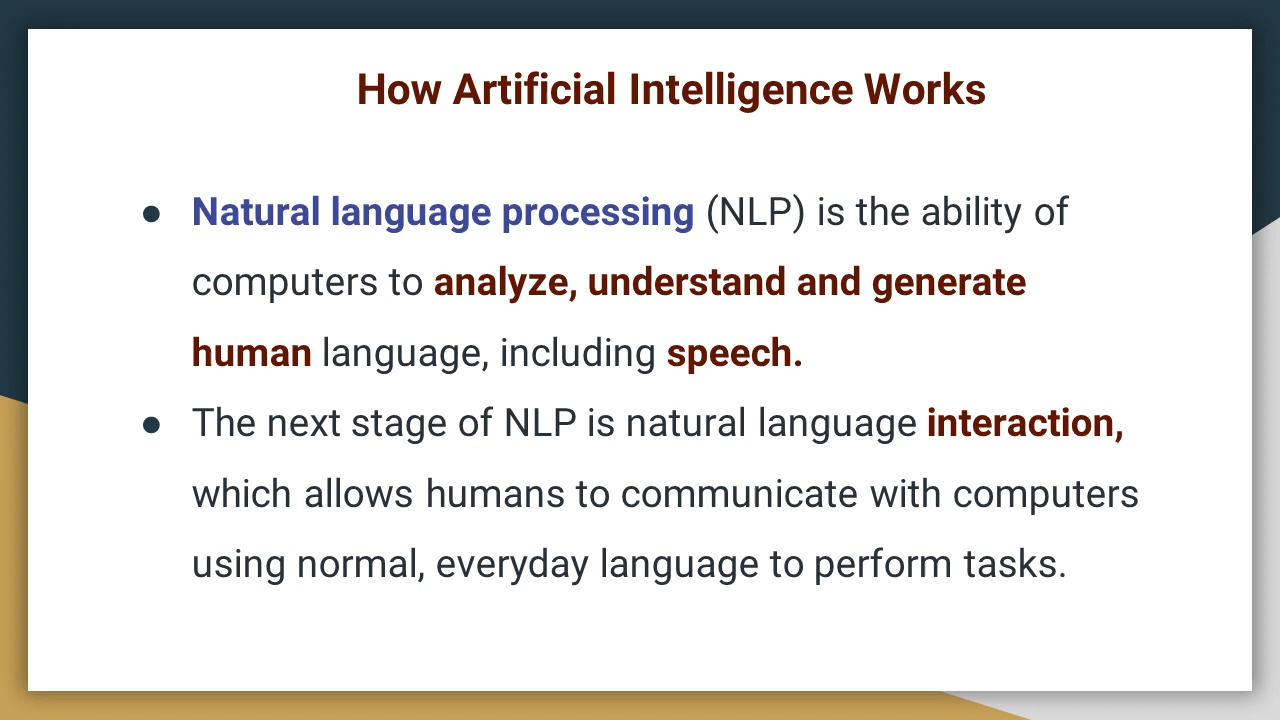 How Artificial Intelligence Works
● Natural language processing (NLP) is the ability of
computers to analyze, understand and generate
human language, including speech.
● The next stage of NLP is natural language interaction,
which allows humans to communicate with computers
using normal, everyday language to perform tasks.